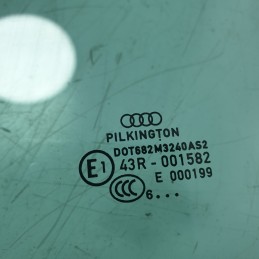 PILKINGTON
DOT682M3240AS2
E1 43R-001582
E 000199
CCC
6...